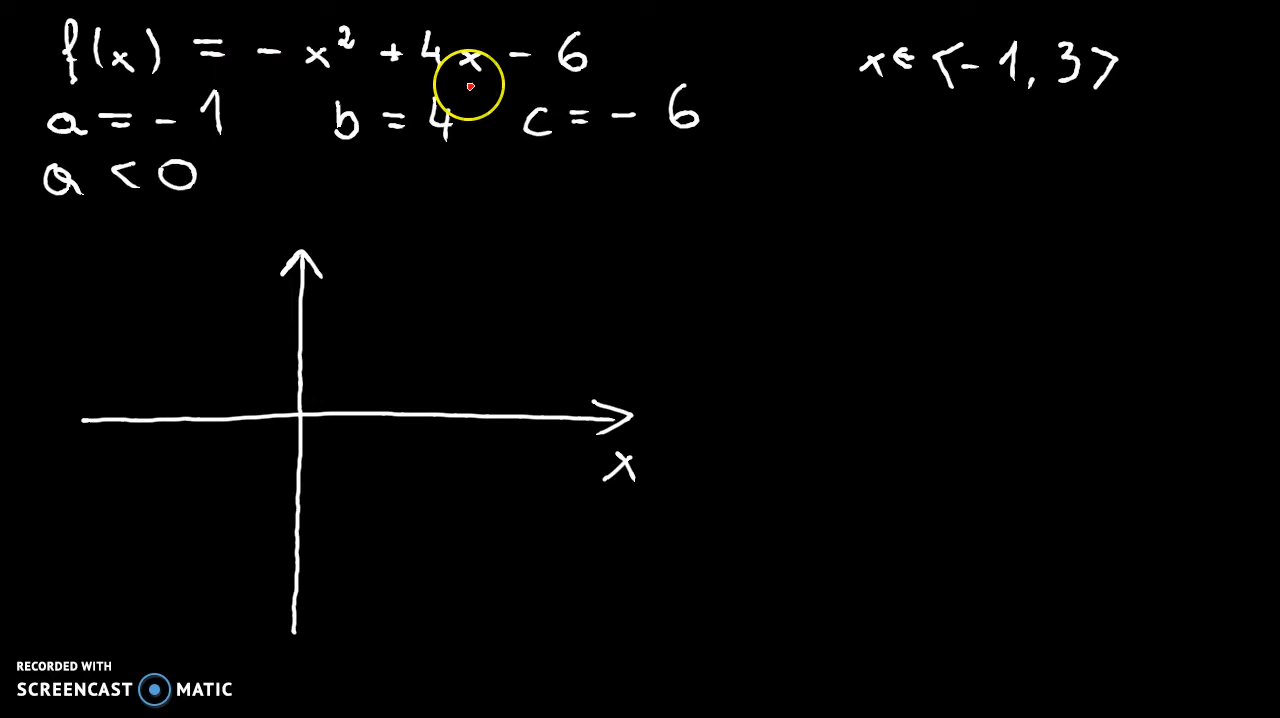 f(x) = - x² + 4x - 6
x ∈ ⟨-1, 3⟩
a = -1 b = 4 c = -6
a < 0
x
RECORDED WITH
SCREENCAST MATIC